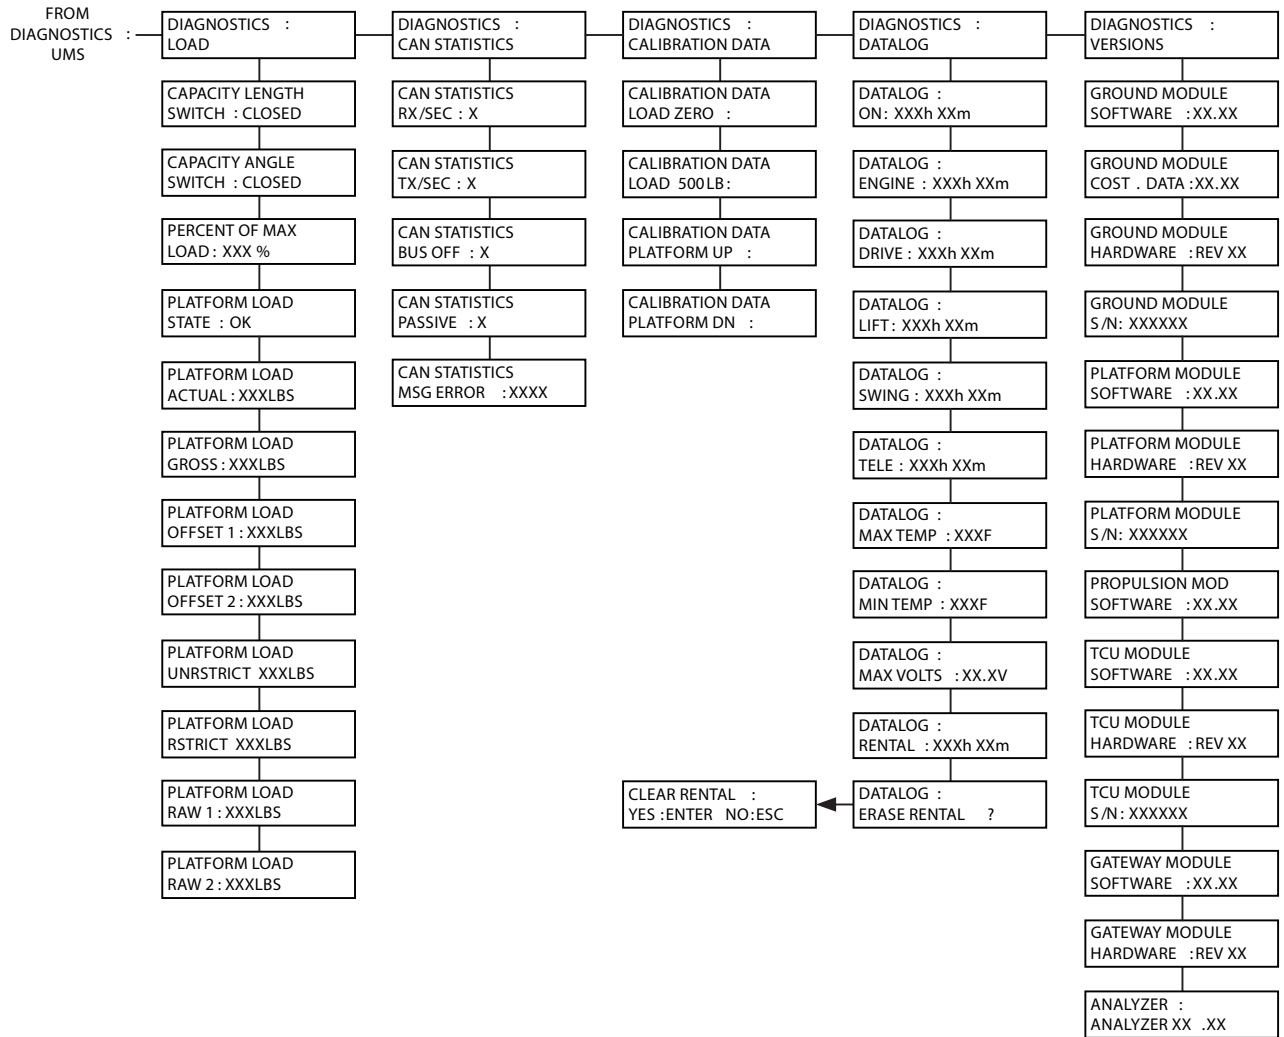 FROM
DIAGNOSTICS :
UMS
DIAGNOSTICS :
LOAD
CAPACITY LENGTH
SWITCH : CLOSED
CAPACITY ANGLE
SWITCH : CLOSED
PERCENT OF MAX
LOAD : XXX %
PLATFORM LOAD
STATE : OK
PLATFORM LOAD
ACTUAL : XXXLBS
PLATFORM LOAD
GROSS : XXXLBS
PLATFORM LOAD
OFFSET 1 : XXXLBS
PLATFORM LOAD
OFFSET 2 : XXXLBS
PLATFORM LOAD
UNRSTRICT XXXLBS
PLATFORM LOAD
RSTRICT XXXLBS
PLATFORM LOAD
RAW 1 : XXXLBS
PLATFORM LOAD
RAW 2 : XXXLBS
DIAGNOSTICS :
CAN STATISTICS
CAN STATISTICS
RX/SEC : X
CAN STATISTICS
TX/SEC : X
CAN STATISTICS
BUS OFF : X
CAN STATISTICS
PASSIVE : X
CAN STATISTICS
MSG ERROR : XXXX
DIAGNOSTICS :
CALIBRATION DATA
CALIBRATION DATA
LOAD ZERO :
CALIBRATION DATA
LOAD 500 LB:
CALIBRATION DATA
PLATFORM UP :
CALIBRATION DATA
PLATFORM DN :
DIAGNOSTICS :
DATALOG
DATALOG :
ON: XXXh XXm
DATALOG :
ENGINE : XXXh XXm
DATALOG :
DRIVE : XXXh XXm
DATALOG :
LIFT : XXXh XXm
DATALOG :
SWING : XXXh XXm
DATALOG :
TELE : XXXh XXm
DATALOG :
MAX TEMP : XXXF
DATALOG :
MIN TEMP : XXXF
DATALOG :
MAX VOLTS : XX.XV
DATALOG :
RENTAL : XXXh XXm
DATALOG :
ERASE RENTAL ?
CLEAR RENTAL :
YES :ENTER NO:ESC
DIAGNOSTICS :
VERSIONS
GROUND MODULE
SOFTWARE : XX.XX
GROUND MODULE
COST . DATA : XX.XX
GROUND MODULE
HARDWARE : REV XX
GROUND MODULE
S/N: XXXXXX
PLATFORM MODULE
SOFTWARE : XX.XX
PLATFORM MODULE
HARDWARE : REV XX
PLATFORM MODULE
S/N: XXXXXX
PROPULSION MOD
SOFTWARE : XX.XX
TCU MODULE
SOFTWARE : XX.XX
TCU MODULE
HARDWARE : REV XX
TCU MODULE
S/N: XXXXXX
GATEWAY MODULE
SOFTWARE : XX.XX
GATEWAY MODULE
HARDWARE : REV XX
ANALYZER :
ANALYZER XX .XX